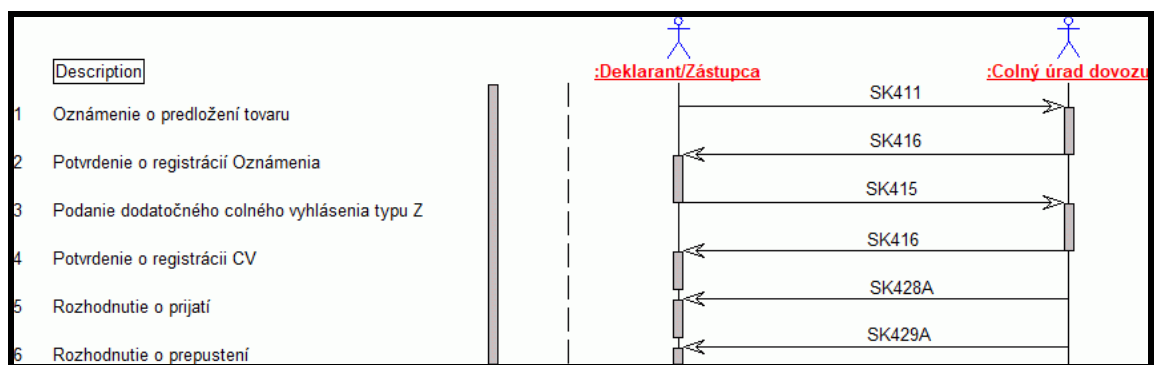 Description :Deklarant/Zástupca :Colný úrad dovozu
SK411
1 Oznámenie o predložení tovaru
SK416
2 Potvrdenie o registrácií Oznámenia
SK415
3 Podanie dodatočného colného vyhlásenia typu Z
SK416
4 Potvrdenie o registrácii CV
SK428A
5 Rozhodnutie o prijatí
SK429A
6 Rozhodnutie o prepustení